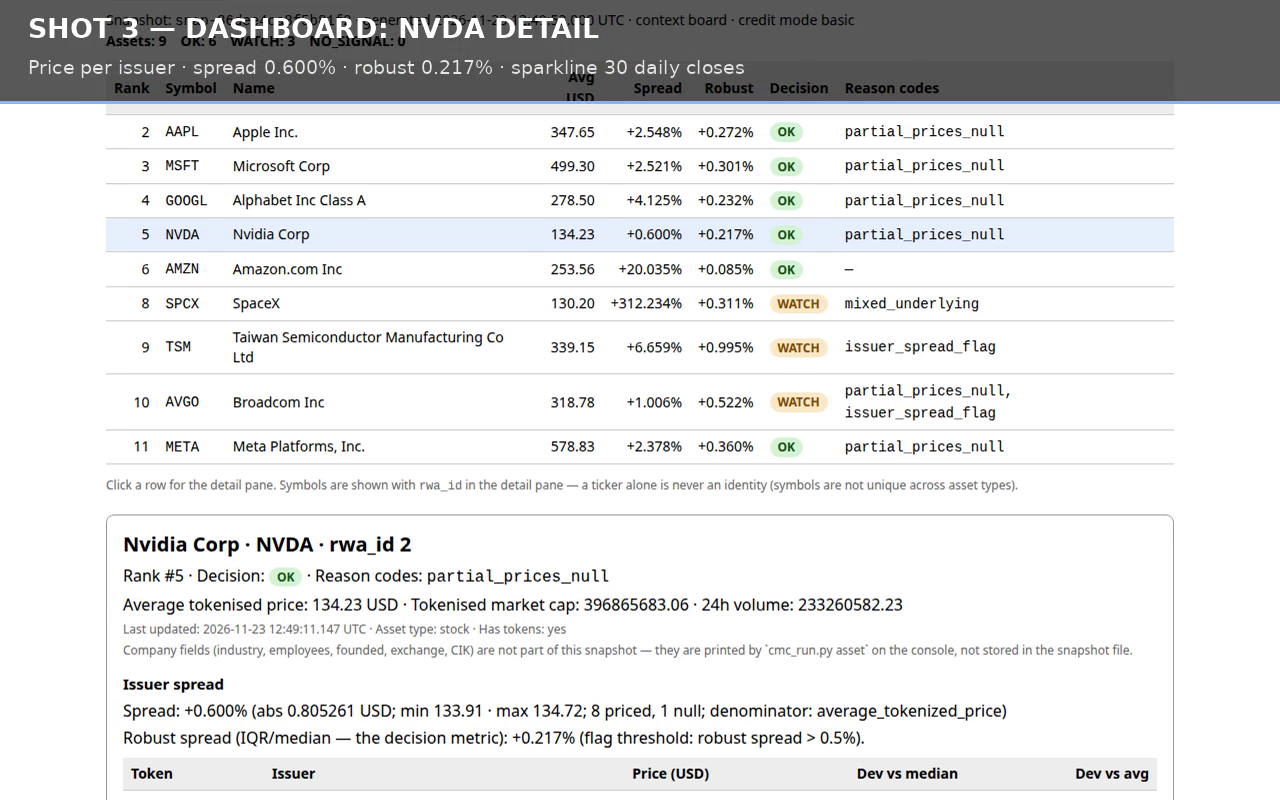 SHOT 3 — DASHBOARD: NVDA DETAIL
UTC · context board · credit mode basic
Assets: 9 OK: 6 WATCH: 3 NO_SIGNAL: 0
Price per issuer · spread 0.600% · robust 0.217% · sparkline 30 daily closes
Rank Symbol Name Avg USD Spread Robust Decision Reason codes
2 AAPL Apple Inc. 347.65 +2.548% +0.272% OK partial_prices_null
3 MSFT Microsoft Corp 499.30 +2.521% +0.301% OK partial_prices_null
4 GOOGL Alphabet Inc Class A 278.50 +4.125% +0.232% OK partial_prices_null
5 NVDA Nvidia Corp 134.23 +0.600% +0.217% OK partial_prices_null
6 AMZN Amazon.com Inc 253.56 +20.035% +0.085% OK —
8 SPCX SpaceX 130.20 +312.234% +0.311% WATCH mixed_underlying
9 TSM Taiwan Semiconductor Manufacturing Co Ltd 339.15 +6.659% +0.995% WATCH issuer_spread_flag
10 AVGO Broadcom Inc 318.78 +1.006% +0.522% WATCH partial_prices_null, issuer_spread_flag
11 META Meta Platforms, Inc. 578.83 +2.378% +0.360% OK partial_prices_null
Click a row for the detail pane. Symbols are shown with rwa_id in the detail pane — a ticker alone is never an identity (symbols are not unique across asset types).
Nvidia Corp · NVDA · rwa_id 2
Rank #5 · Decision: OK · Reason codes: partial_prices_null
Average tokenised price: 134.23 USD · Tokenised market cap: 396865683.06 · 24h volume: 233260582.23
Last updated: 2026-11-23 12:49:11.147 UTC · Asset type: stock · Has tokens: yes
Company fields (industry, employees, founded, exchange, CIK) are not part of this snapshot — they are printed by `cmc_run.py asset` on the console, not stored in the snapshot file.
Issuer spread
Spread: +0.600% (abs 0.805261 USD; min 133.91 · max 134.72; 8 priced, 1 null; denominator: average_tokenized_price)
Robust spread (IQR/median — the decision metric): +0.217% (flag threshold: robust spread > 0.5%).
Token Issuer Price (USD) Dev vs median Dev vs avg